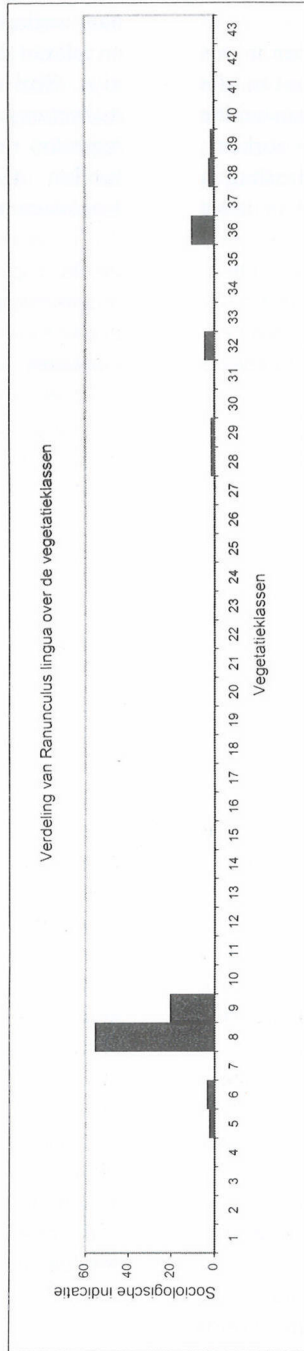 Verdeling van Ranunculus lingua over de vegetatieklassen
Sociologische indicatie
60
40
20
0
1 2 3 4 5 6 7 8 9 10 11 12 13 14 15 16 17 18 19 20 21 22 23 24 25 26 27 28 29 30 31 32 33 34 35 36 37 38 39 40 41 42 43
Vegetatieklassen